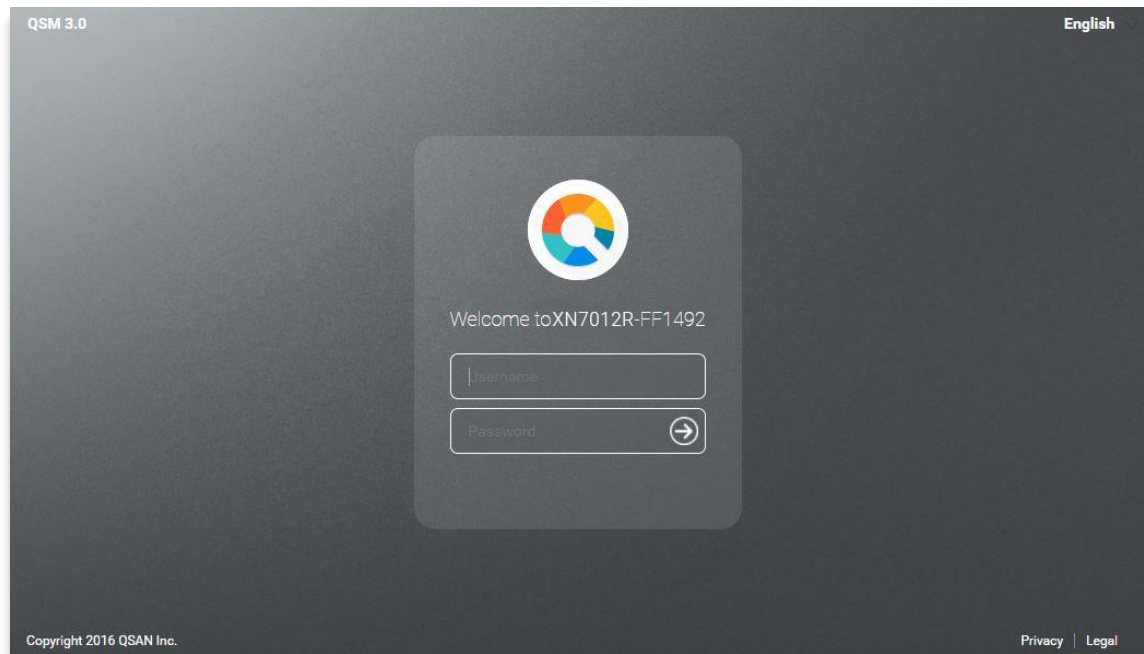 QSM 3.0
English
Welcome toXN7012R-FF1492
Username
Password
Copyright 2016 QSAN Inc.
Privacy | Legal